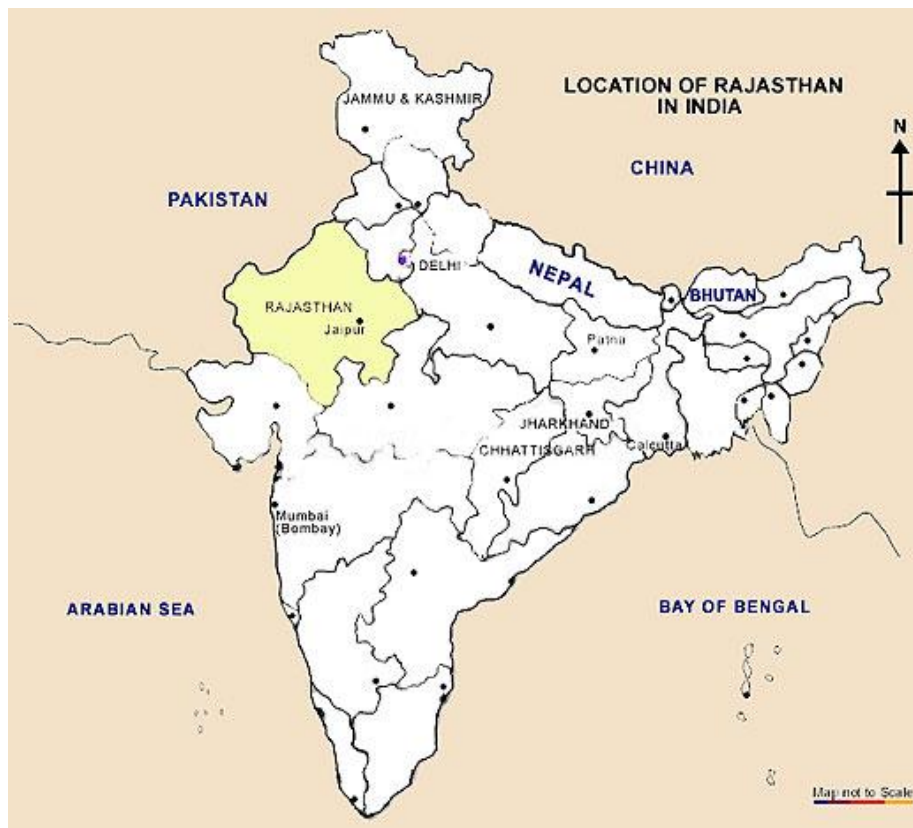 LOCATION OF RAJASTHAN
IN INDIA
JAMMU & KASHMIR
N
CHINA
PAKISTAN
DELHI
NEPAL
BHUTAN
RAJASTHAN
Jaipur
Patna
JHARKHAND
CHHATTISGARH
Calcutta
Mumbai
(Bombay)
ARABIAN SEA
BAY OF BENGAL
Map not to Scale